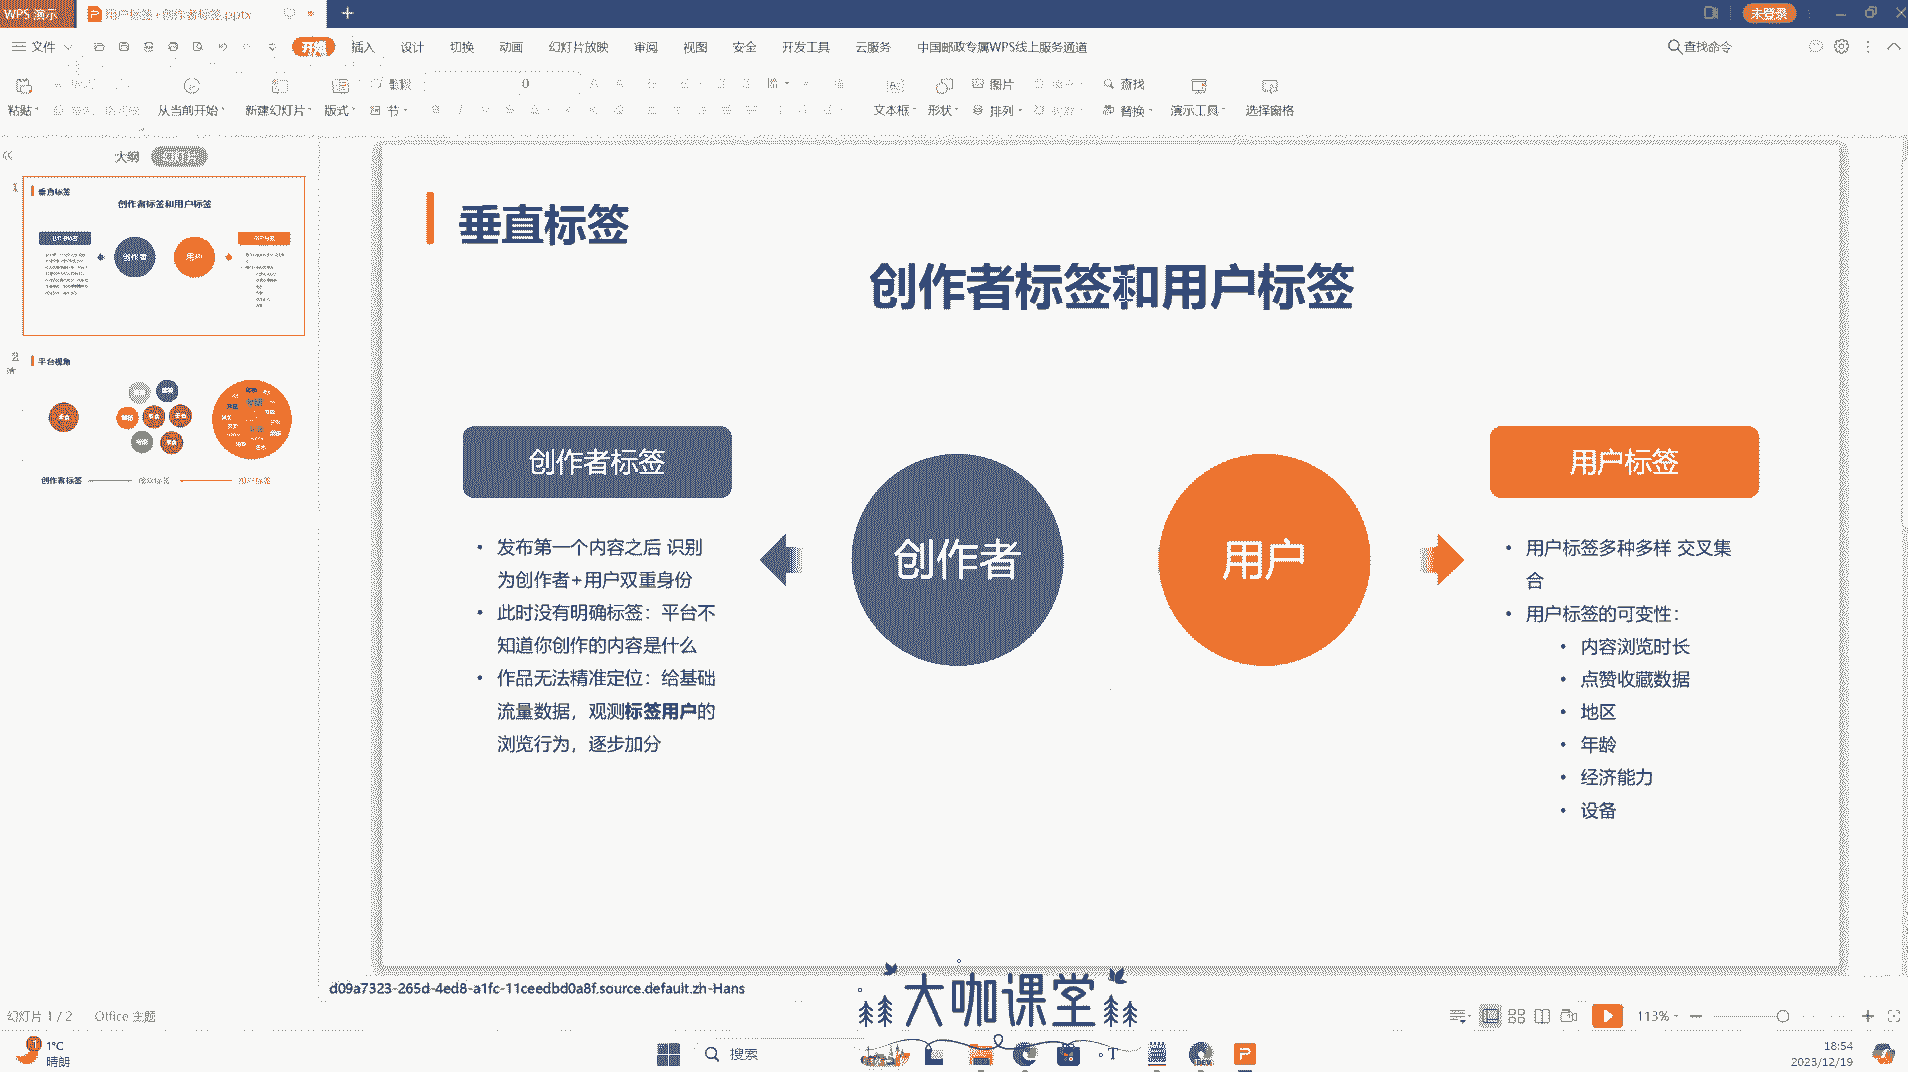 WPS 演示
用户标签+创作者标签.pptx
未登录
文件
开始
插入
设计
切换
动画
幻灯片放映
审阅
视图
安全
开发工具
云服务
中国邮政专属WPS线上服务通道
查找命令
粘贴
从当前开始
新建幻灯片
版式
节
0
文本框
形状
图片
排列
查找
替换
演示工具
选择窗格
大纲
幻灯片
1
垂直标签
创作者标签和用户标签
创作者
用户
2
平台视角
创作者标签
垂直标签
创作者标签和用户标签
创作者标签
• 发布第一个内容之后 识别
为创作者+用户双重身份
• 此时没有明确标签：平台不
知道你创作的内容是什么
• 作品无法精准定位：给基础
流量数据，观测标签用户的
浏览行为，逐步加分
创作者
用户
用户标签
• 用户标签多种多样 交叉集
合
• 用户标签的可变性：
• 内容浏览时长
• 点赞收藏数据
• 地区
• 年龄
• 经济能力
• 设备
d09a7323-265d-4ed8-a1fc-11ceedbd0a8f.source.default.zh-Hans
大咖课堂
幻灯片 1 / 2
Office 主题
113%
1°C
晴朗
搜索
18:54
2023/12/19